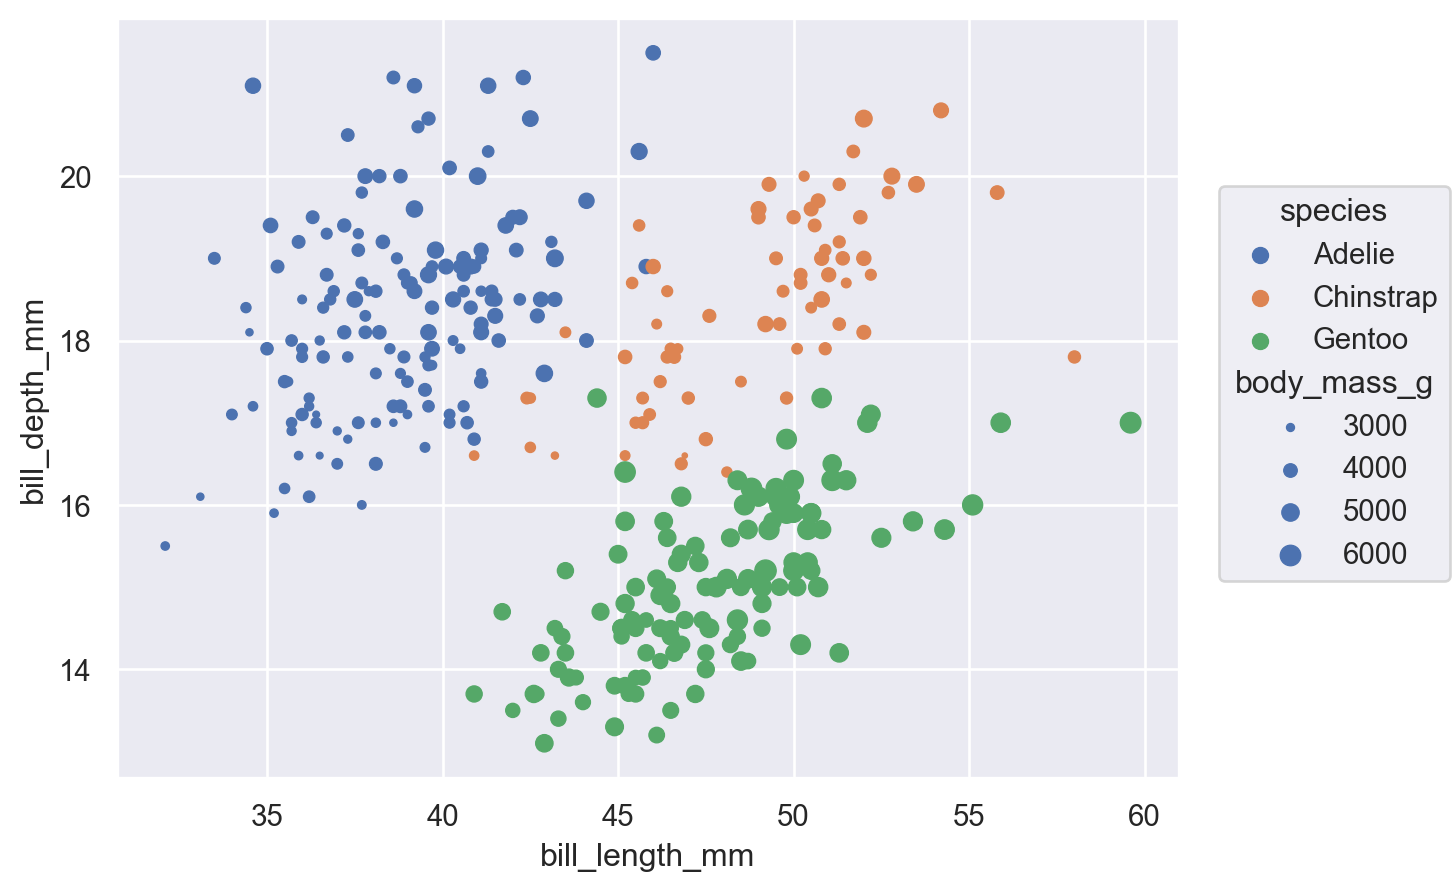 20
18
16
14
bill_depth_mm
35
40
45
50
55
60
bill_length_mm
species
Adelie
Chinstrap
Gentoo
body_mass_g
3000
4000
5000
6000